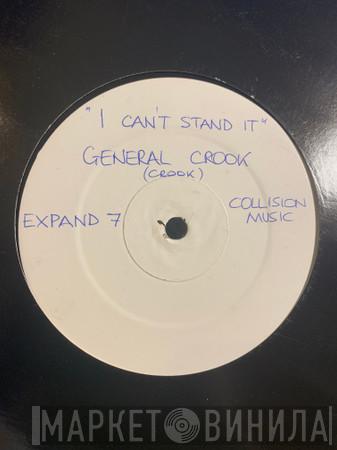 "I CAN'T STAND IT"
GENERAL CROOK
(CROOK)
EXPAND 7
COLLISION
MUSIC
МАРКЕТ ВИНИЛА